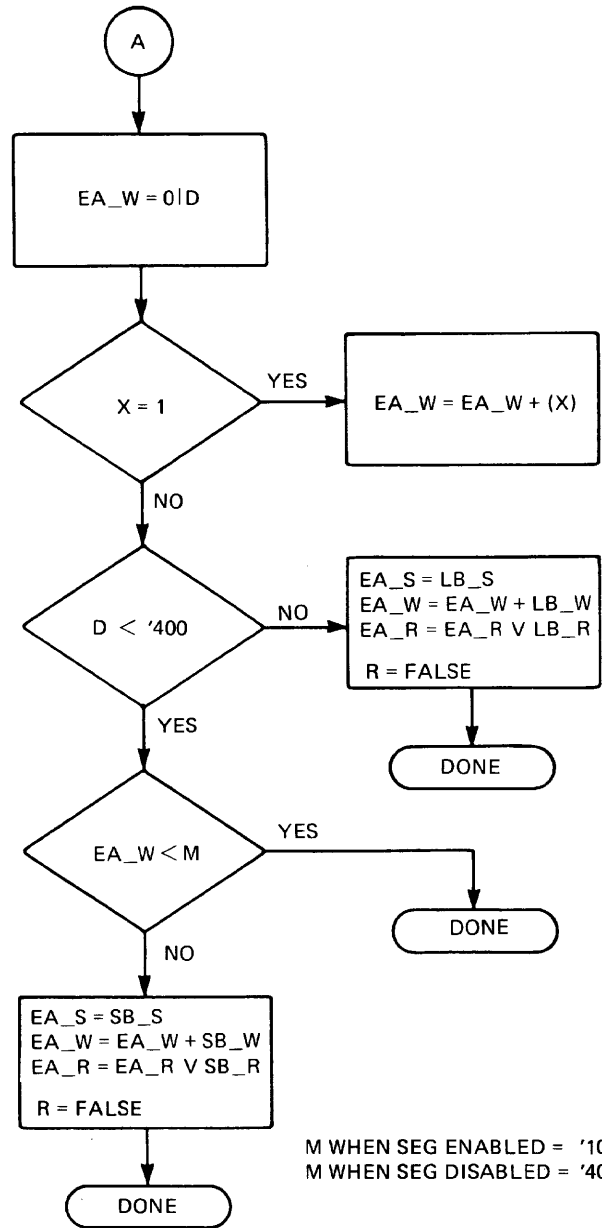 A
EA_W = 0|D
X = 1
YES
EA_W = EA_W + (X)
NO
D < '400
NO
EA_S = LB_S
EA_W = EA_W + LB_W
EA_R = EA_R V LB_R
R = FALSE
YES
DONE
EA_W < M
YES
DONE
NO
EA_S = SB_S
EA_W = EA_W + SB_W
EA_R = EA_R V SB_R
R = FALSE
M WHEN SEG ENABLED = '10
M WHEN SEG DISABLED = '40
DONE